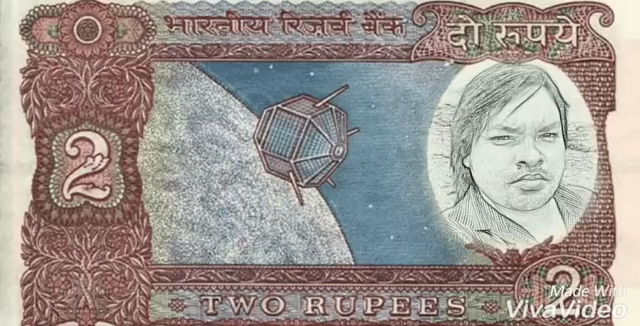 भारतीय रिज़र्व बैंक
दो रुपये
2
TWO RUPEES
2
Made With
VivaVideo